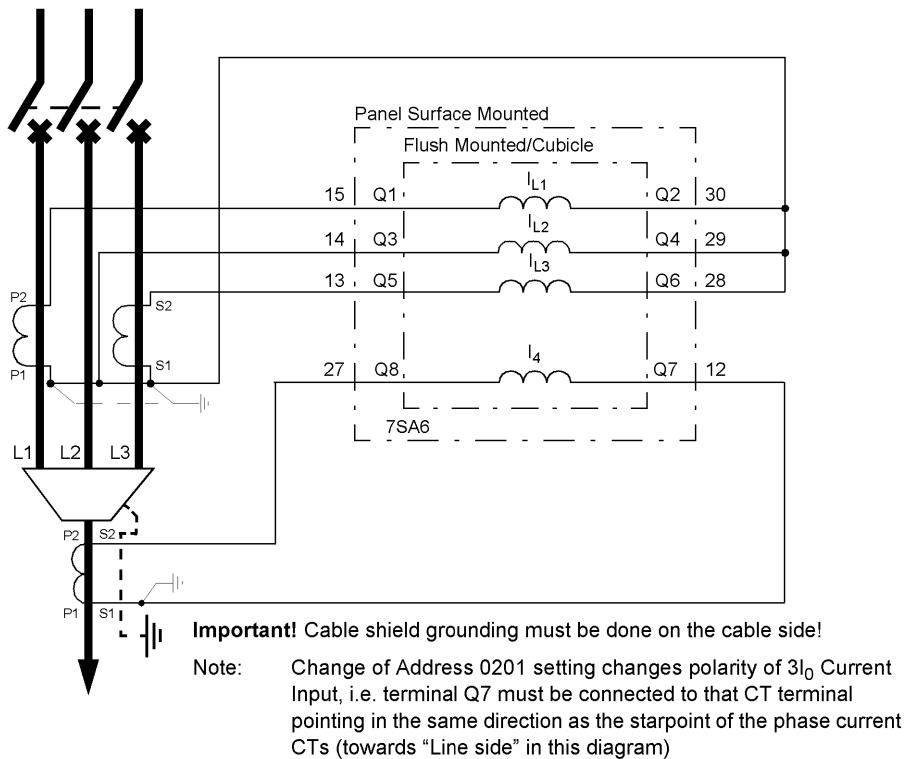 Panel Surface Mounted
Flush Mounted/Cubicle
15 Q1 IL1 Q2 30
14 Q3 IL2 Q4 29
13 Q5 IL3 Q6 28
P2 S2
P1 S1
27 Q8 I4 Q7 12
7SA6
L1 L2 L3
P2 S2
P1 S1
Important! Cable shield grounding must be done on the cable side!
Note: Change of Address 0201 setting changes polarity of 3I0 Current
Input, i.e. terminal Q7 must be connected to that CT terminal
pointing in the same direction as the starpoint of the phase current
CTs (towards “Line side” in this diagram)